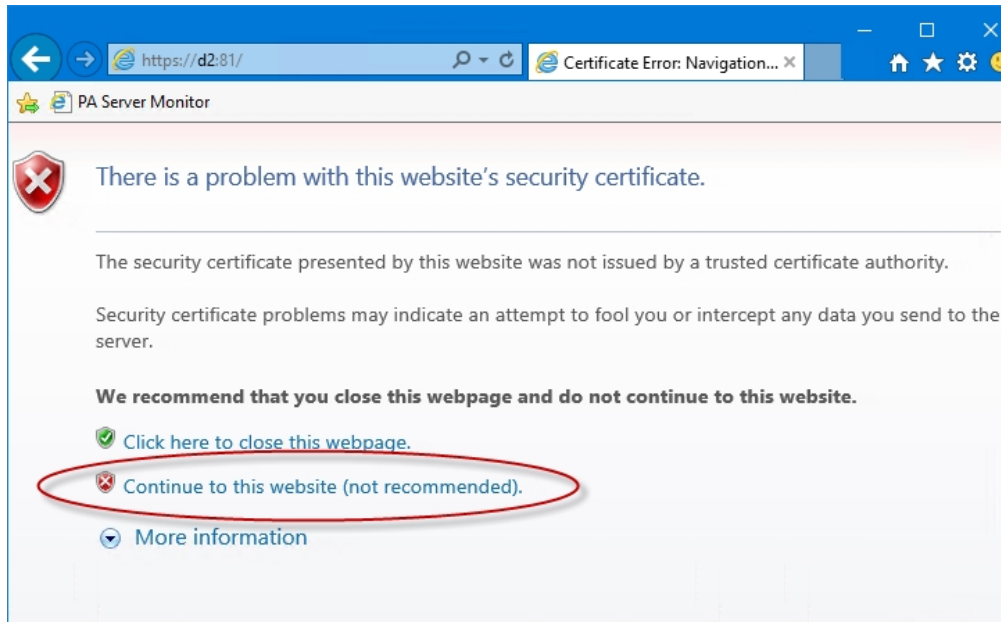 https://d2:81/
Certificate Error: Navigation...
PA Server Monitor
There is a problem with this website's security certificate.
The security certificate presented by this website was not issued by a trusted certificate authority.
Security certificate problems may indicate an attempt to fool you or intercept any data you send to the
server.
We recommend that you close this webpage and do not continue to this website.
Click here to close this webpage.
Continue to this website (not recommended).
More information